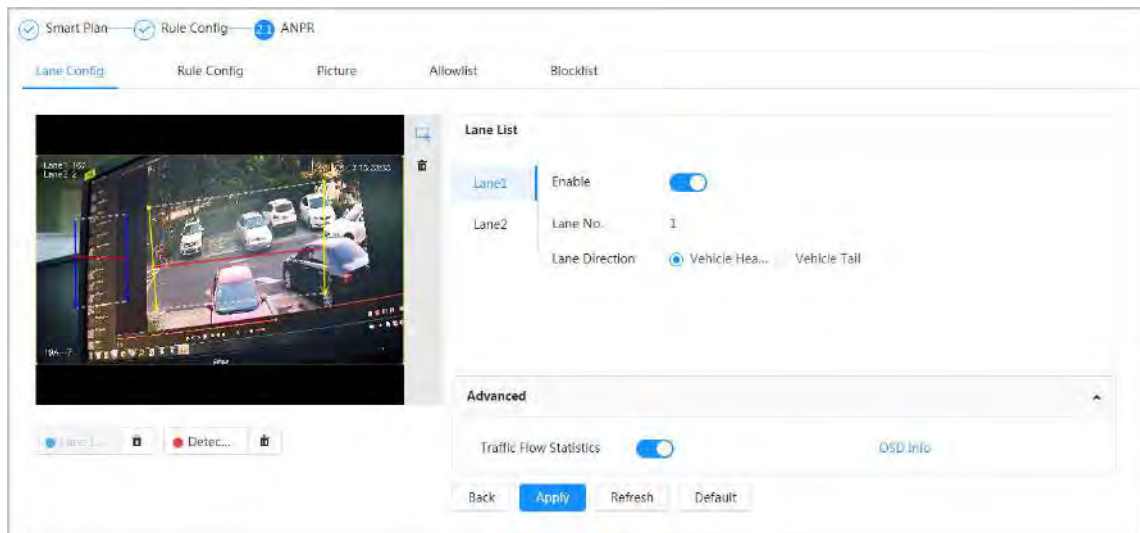 Smart Plan Rule Config 2.1 ANPR
Lane Config Rule Config Picture Allowlist Blocklist
Lane List
Lane1 Enable
Lane2 Lane No. 1
Lane Direction Vehicle Hea... Vehicle Tail
Lane2 2
Advanced
Detec...
Traffic Flow Statistics OSD Info
Back Apply Refresh Default